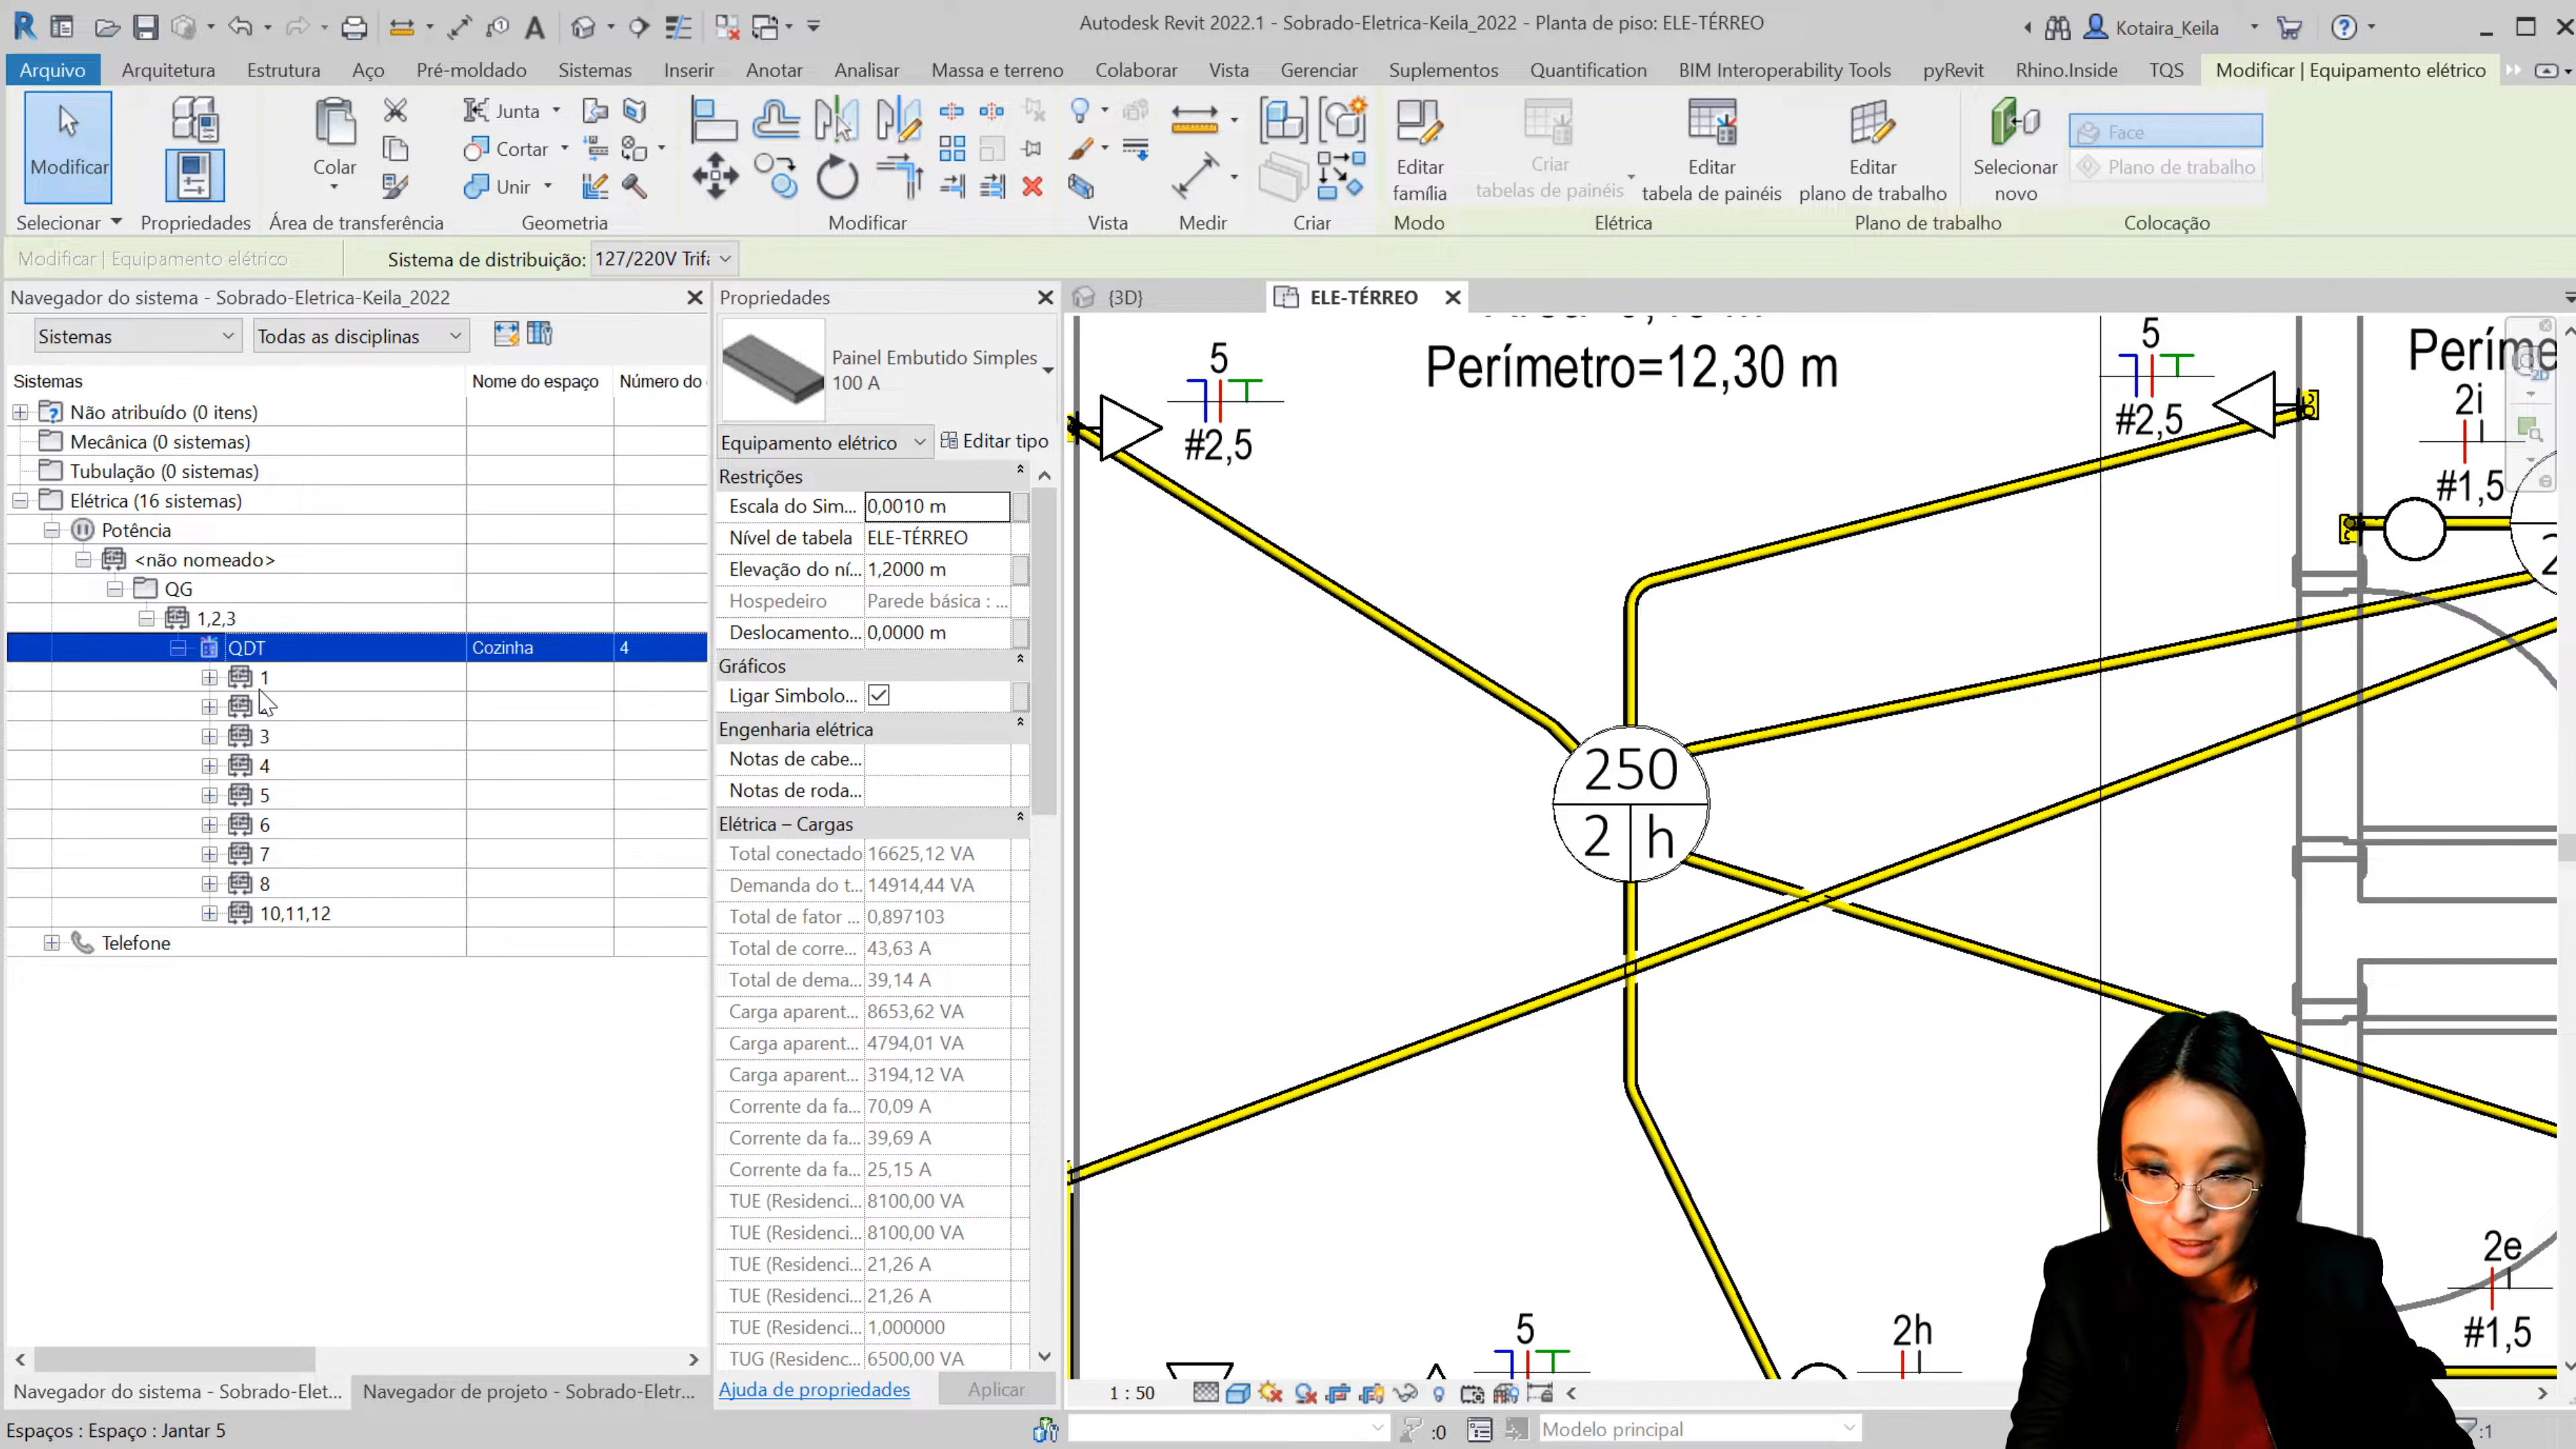 Autodesk Revit 2022.1 - Sobrado-Eletrica-Keila_2022 - Planta de piso: ELE-TÉRREO
Kotaira_Keila
Arquivo Arquitetura Estrutura Aço Pré-moldado Sistemas Inserir Anotar Analisar Massa e terreno Colaborar Vista Gerenciar Suplementos Quantification BIM Interoperability Tools pyRevit Rhino.Inside TQS Modificar | Equipamento elétrico
Modificar
Colar
Junta
Cortar
Unir
Editar família
Criar tabelas de painéis
Editar tabela de painéis
Editar plano de trabalho
Selecionar novo
Face
Plano de trabalho
Selecionar Propriedades Área de transferência Geometria Modificar Vista Medir Criar Modo Elétrica Plano de trabalho Colocação
Modificar | Equipamento elétrico Sistema de distribuição: 127/220V Trifa
Navegador do sistema - Sobrado-Eletrica-Keila_2022
Sistemas Todas as disciplinas
Sistemas Nome do espaço Número do
Não atribuído (0 itens)
Mecânica (0 sistemas)
Tubulação (0 sistemas)
Elétrica (16 sistemas)
Potência
<não nomeado>
QG
1,2,3
QDT Cozinha 4
1
3
4
5
6
7
8
10,11,12
Telefone
Navegador do sistema - Sobrado-Elet... Navegador de projeto - Sobrado-Eletr...
Propriedades
Painel Embutido Simples
100 A
Equipamento elétrico Editar tipo
Restrições
Escala do Sim... 0,0010 m
Nível de tabela ELE-TÉRREO
Elevação do ní... 1,2000 m
Hospedeiro Parede básica : ...
Deslocamento... 0,0000 m
Gráficos
Ligar Simbolo...
Engenharia elétrica
Notas de cabe...
Notas de roda...
Elétrica – Cargas
Total conectado 16625,12 VA
Demanda do t... 14914,44 VA
Total de fator ... 0,897103
Total de corre... 43,63 A
Total de dema... 39,14 A
Carga aparent... 8653,62 VA
Carga aparent... 4794,01 VA
Carga aparent... 3194,12 VA
Corrente da fa... 70,09 A
Corrente da fa... 39,69 A
Corrente da fa... 25,15 A
TUE (Residenci... 8100,00 VA
TUE (Residenci... 8100,00 VA
TUE (Residenci... 21,26 A
TUE (Residenci... 21,26 A
TUE (Residenci... 1,000000
TUG (Residenc... 6500,00 VA
Ajuda de propriedades Aplicar
{3D} ELE-TÉRREO
Perímetro=12,30 m
5
#2,5
5
#2,5
2i
#1,5
250
2 h
5
2h
2e
#1,5
1 : 50
Espaços : Espaço : Jantar 5
:0
Modelo principal
:1